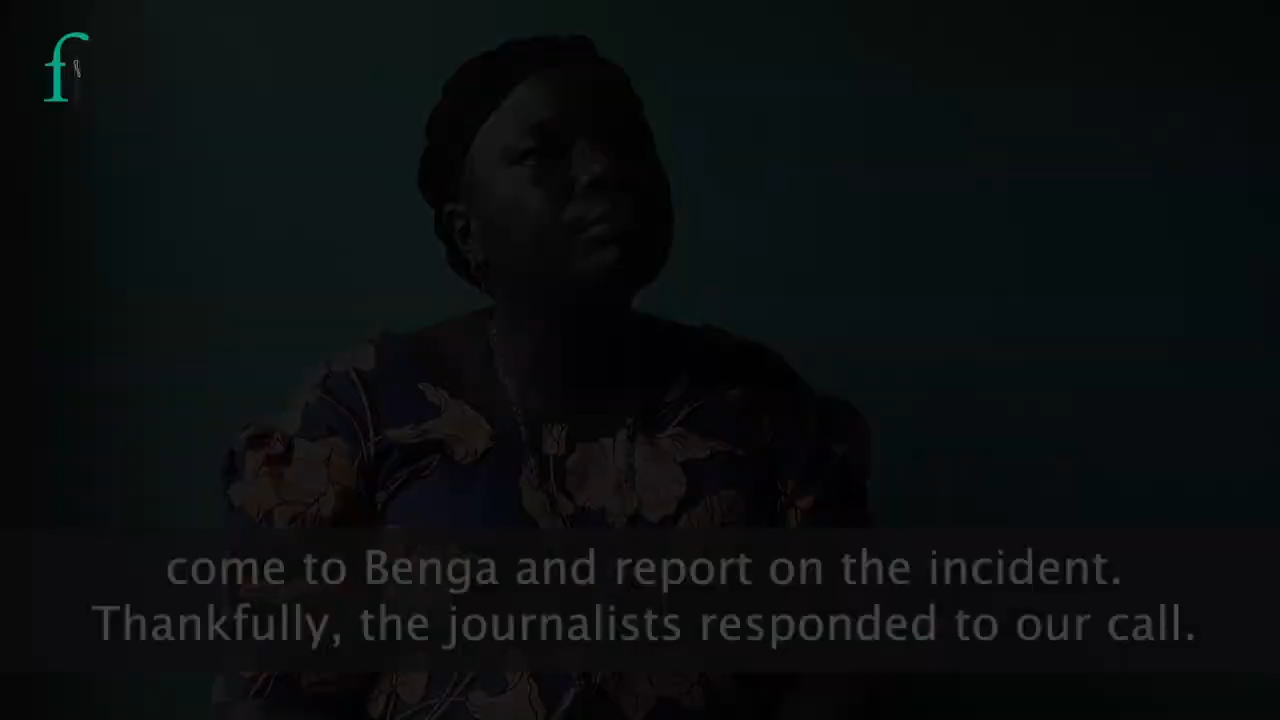 f
come to Benga and report on the incident.
Thankfully, the journalists responded to our call.